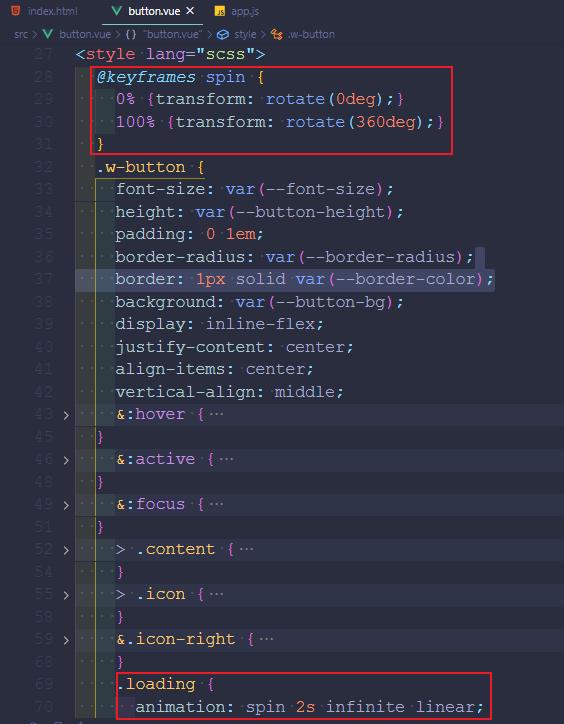 index.html button.vue app.js
src > button.vue > {} "button.vue" > style > .w-button
27 <style lang="scss">
28 @keyframes spin {
29 0% {transform: rotate(0deg);}
30 100% {transform: rotate(360deg);}
31 }
32 .w-button {
33 font-size: var(--font-size);
34 height: var(--button-height);
35 padding: 0 1em;
36 border-radius: var(--border-radius);
37 border: 1px solid var(--border-color);
38 background: var(--button-bg);
39 display: inline-flex;
40 justify-content: center;
41 align-items: center;
42 vertical-align: middle;
43 &:hover {…
45 }
46 &:active {…
48 }
49 &:focus {…
51 }
52 > .content {…
54 }
55 > .icon {…
58 }
59 &.icon-right {…
68 }
69 .loading {
70 animation: spin 2s infinite linear;